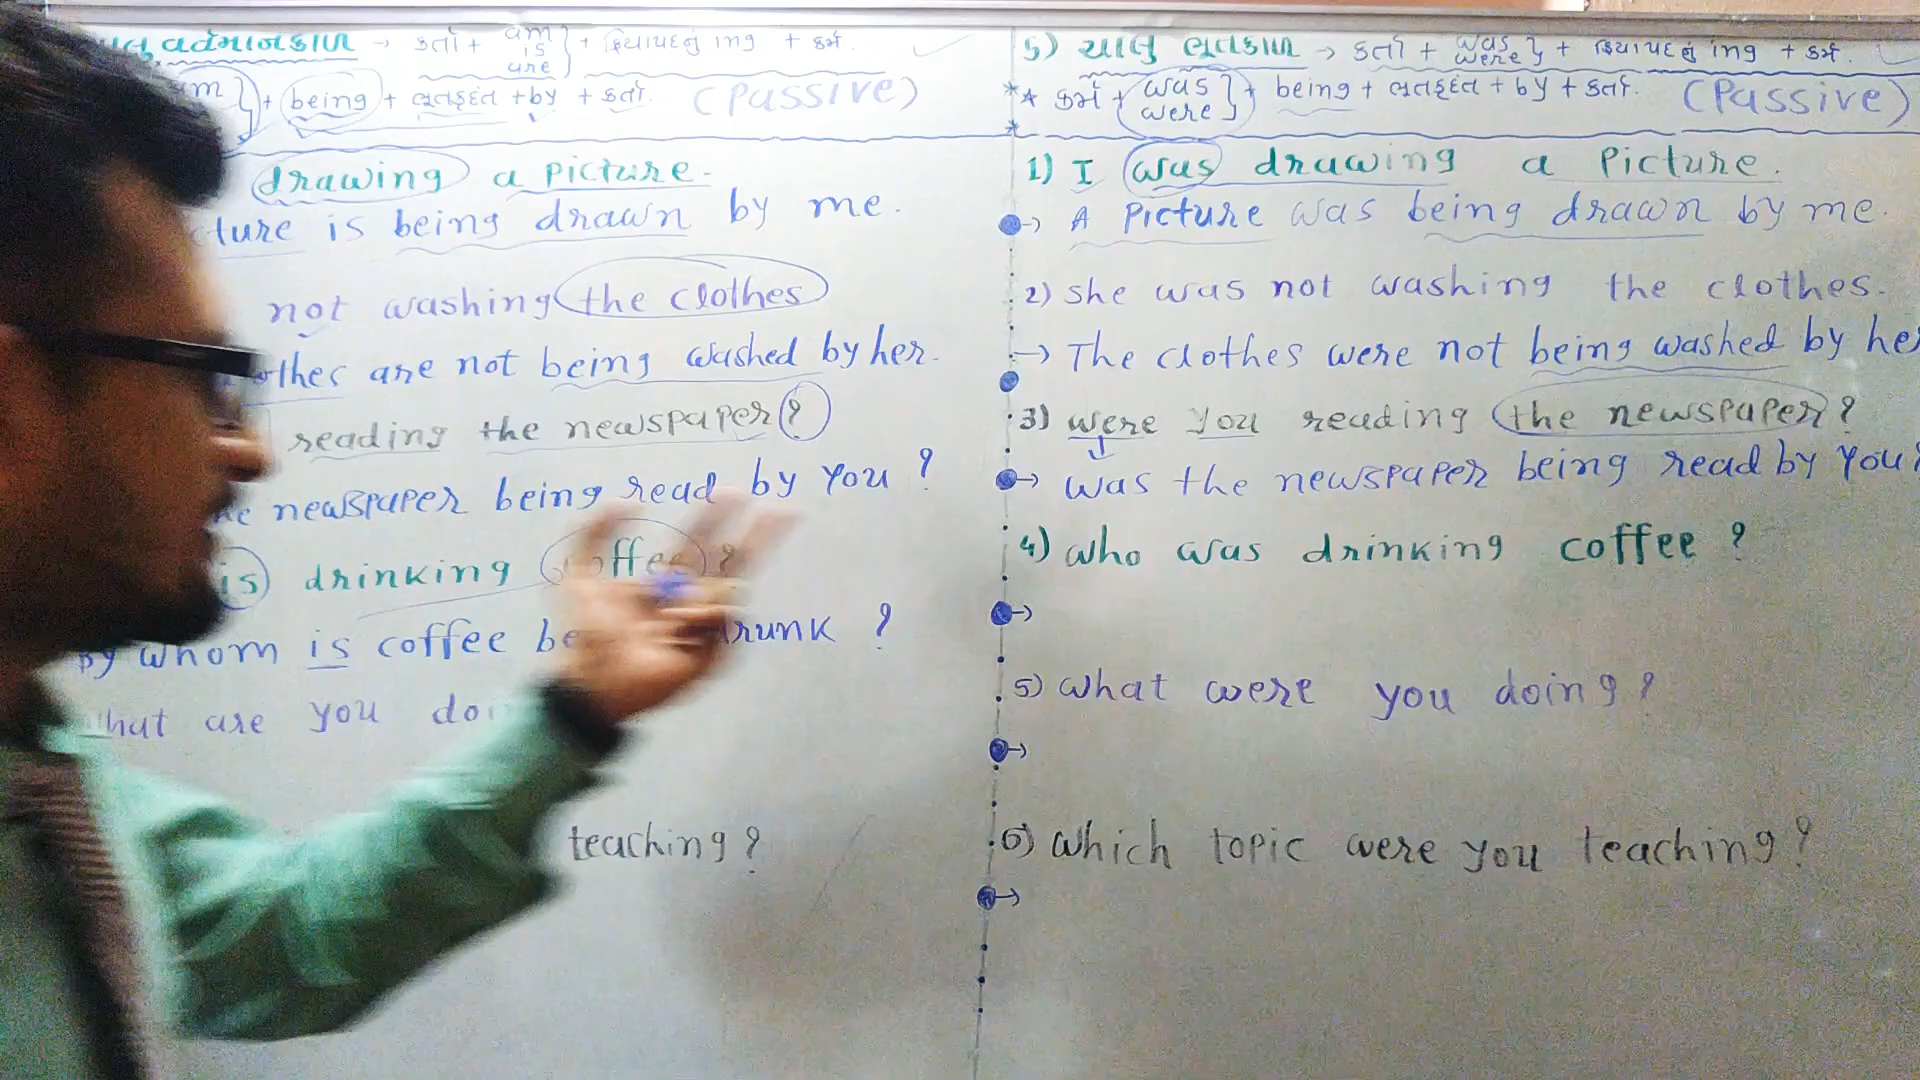 વર્તમાનકાળ → કર્તા + am is are } + ક્રિયાપદનું ing + કર્મ.
} + being + ભૂતકૃદંત + by + કર્તા. (Passive)
drawing a picture.
is being drawn by me.
not washing the clothes
are not being washed by her.
reading the newspaper?
newspaper being read by you?
is drinking coffee?
By whom is coffee drunk?
are you
teaching?
5) ચાલુ ભૂતકાળ → કર્તા + was were } + ક્રિયાપદનું ing + કર્મ.
** કર્મ + was were } + being + ભૂતકૃદંત + by + કર્તા. (Passive)
1) I was drawing a picture.
→ A picture was being drawn by me.
2) she was not washing the clothes.
→ The clothes were not being washed by her
3) were you reading the newspaper?
→ was the newspaper being read by you?
4) who was drinking coffee?
→
5) what were you doing?
→
6) which topic were you teaching?
→